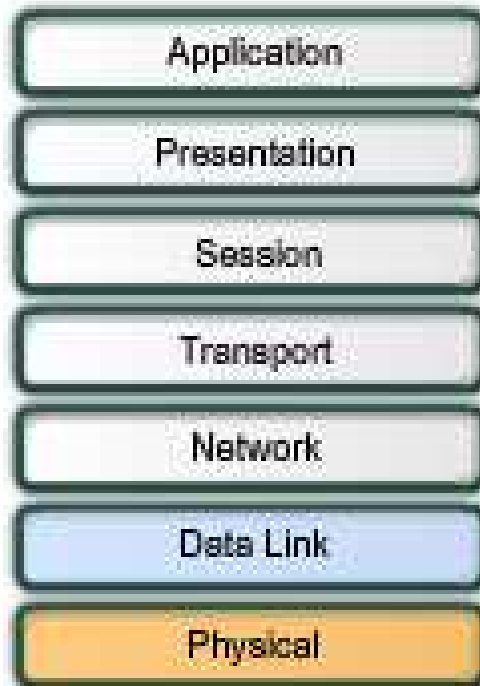 Application
Presentation
Session
Transport
Network
Data Link
Physical